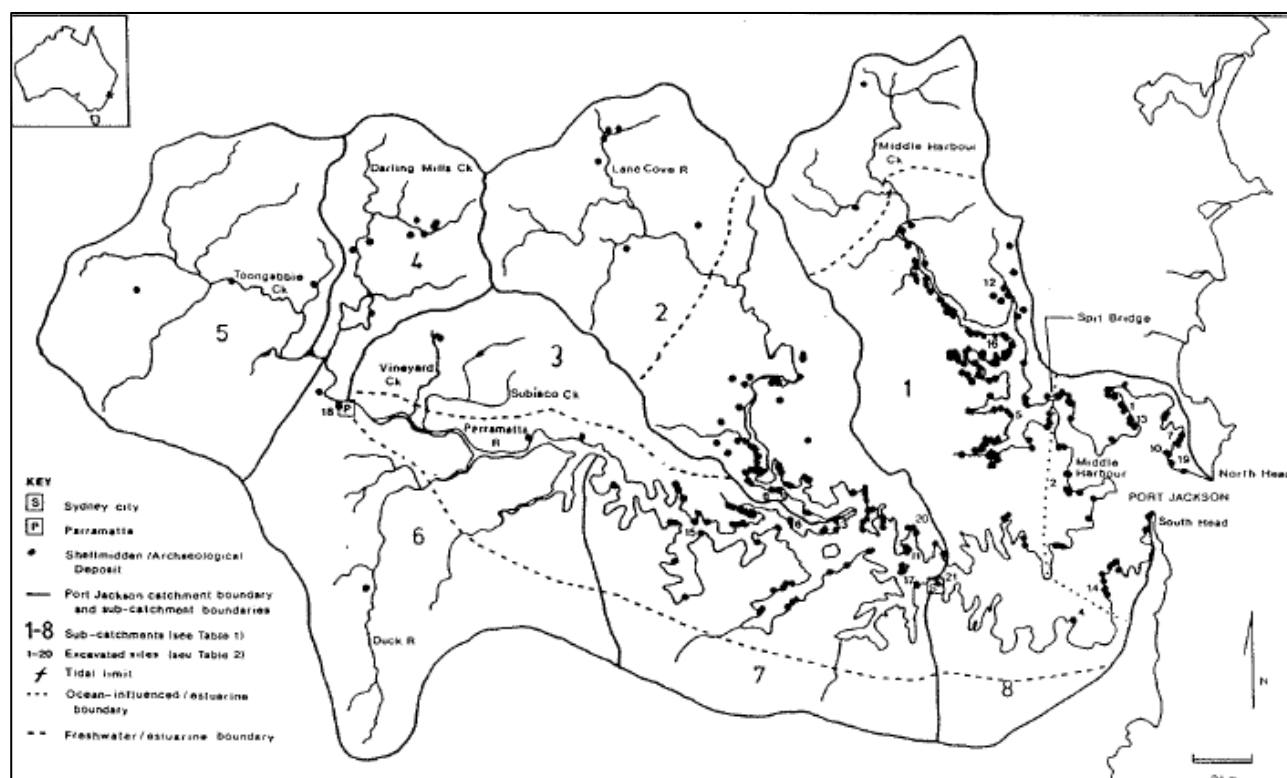 Middle Harbour
Ck
Darling Mills Ck
Lane Cove R
4
Toongabbie
Ck
12
5
2
Spit Bridge
3
16
Vineyard
Ck
1
Subiaco Ck
5
13
18
P
Parramatta
R
7
10
19
North Head
Middle
Harbour
2
PORT JACKSON
South Head
KEY
S Sydney city
P Parramatta
6
20
15
11
Shellmidden/Archaeological
Deposit
17
21
14
Port Jackson catchment boundary
and sub-catchment boundaries
4
1-8 Sub-catchments (see Table 1)
Duck R
1-20 Excavated sites (see Table 2)
Tidal limit
7
8
Ocean-influenced/estuarine
boundary
N
Freshwater/estuarine boundary